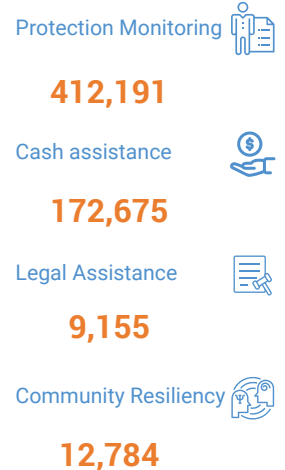 Protection Monitoring
412,191
Cash assistance
172,675
Legal Assistance
9,155
Community Resiliency
12,784